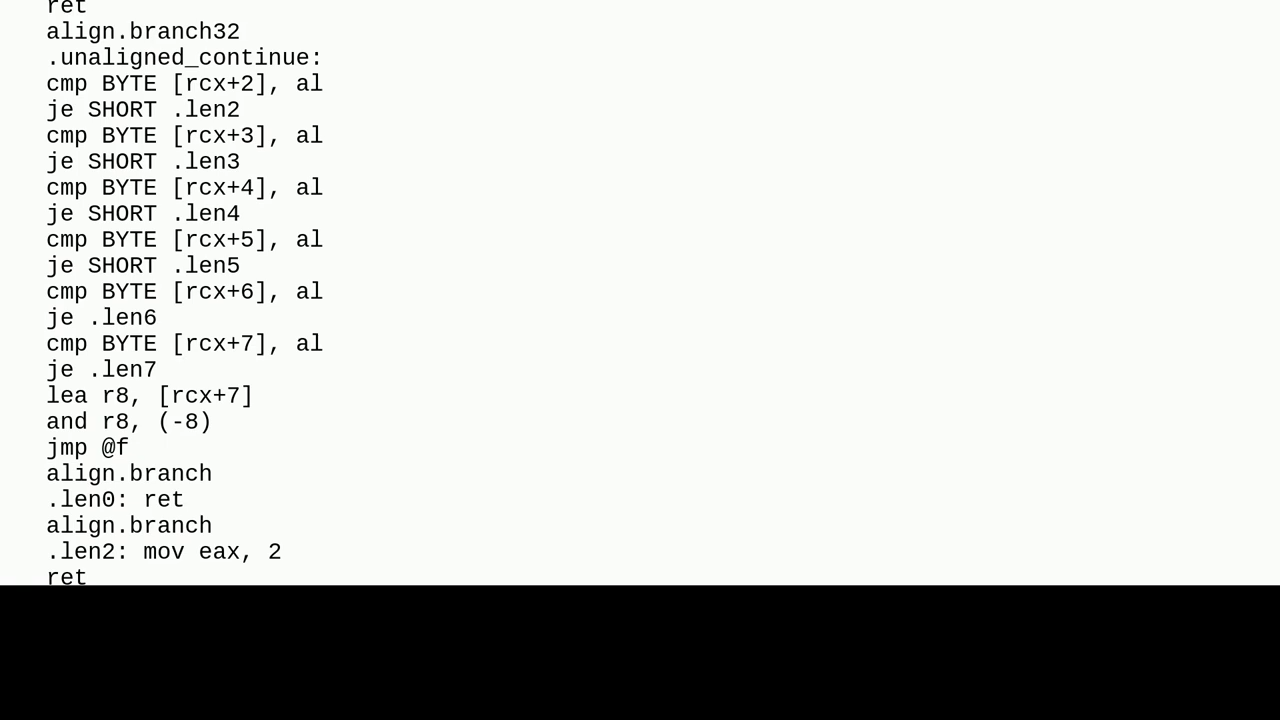 ret
align.branch32
.unaligned_continue:
cmp BYTE [rcx+2], al
je SHORT .len2
cmp BYTE [rcx+3], al
je SHORT .len3
cmp BYTE [rcx+4], al
je SHORT .len4
cmp BYTE [rcx+5], al
je SHORT .len5
cmp BYTE [rcx+6], al
je .len6
cmp BYTE [rcx+7], al
je .len7
lea r8, [rcx+7]
and r8, (-8)
jmp @f
align.branch
.len0: ret
align.branch
.len2: mov eax, 2
ret